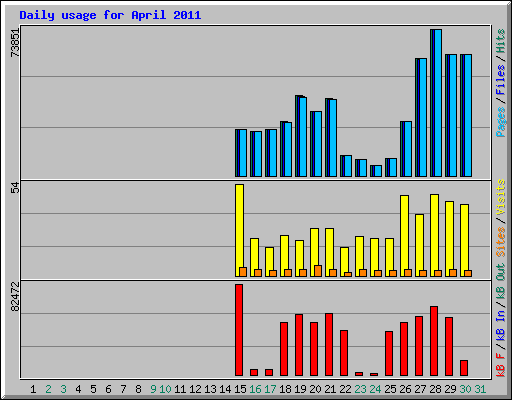 Daily usage for April 2011
73851
Pages / Files / Hits
54
Sites / Visits
82472
kB F / kB In / kB Out
1 2 3 4 5 6 7 8 9 10 11 12 13 14 15 16 17 18 19 20 21 22 23 24 25 26 27 28 29 30 31